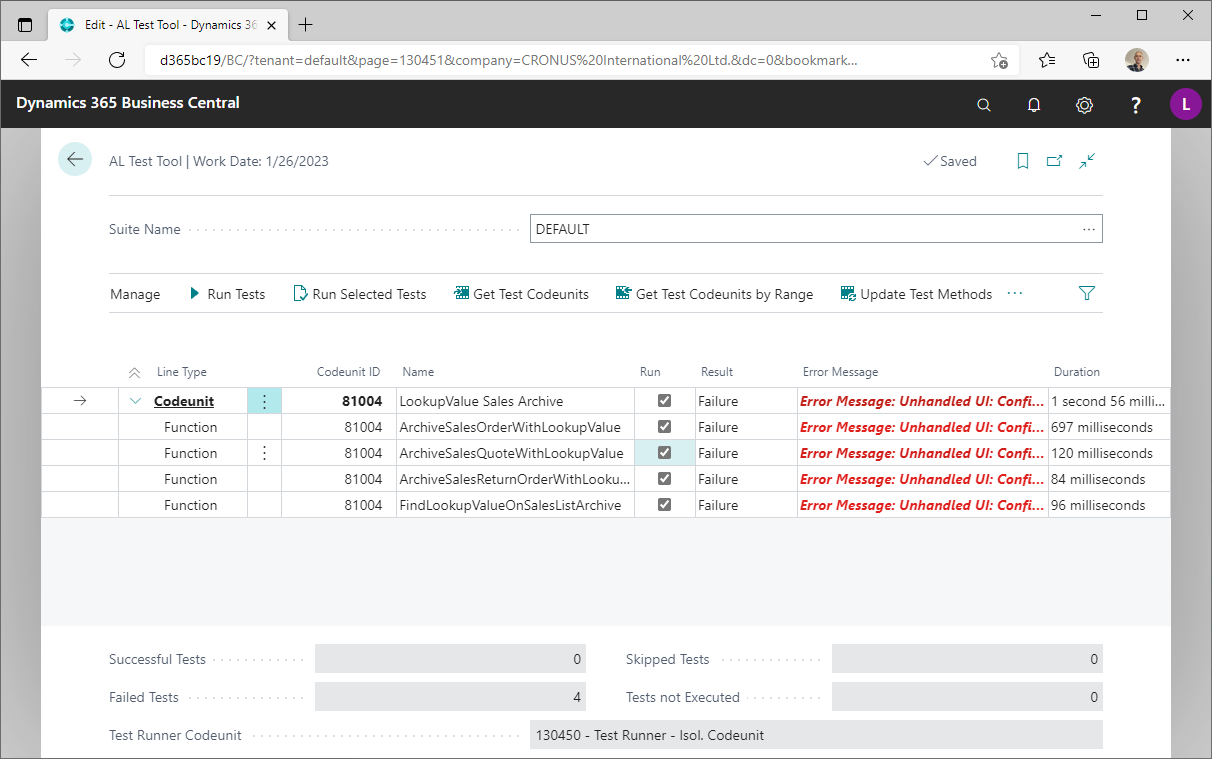 Edit - AL Test Tool - Dynamics 36
d365bc19/BC/?tenant=default&page=130451&company=CRONUS%20International%20Ltd.&dc=0&bookmark...
Dynamics 365 Business Central
? L
AL Test Tool | Work Date: 1/26/2023
Saved
Suite Name DEFAULT
Manage Run Tests Run Selected Tests Get Test Codeunits Get Test Codeunits by Range Update Test Methods
Line Type Codeunit ID Name Run Result Error Message Duration
Codeunit 81004 LookupValue Sales Archive Failure Error Message: Unhandled UI: Confi... 1 second 56 milli...
Function 81004 ArchiveSalesOrderWithLookupValue Failure Error Message: Unhandled UI: Confi... 697 milliseconds
Function 81004 ArchiveSalesQuoteWithLookupValue Failure Error Message: Unhandled UI: Confi... 120 milliseconds
Function 81004 ArchiveSalesReturnOrderWithLooku... Failure Error Message: Unhandled UI: Confi... 84 milliseconds
Function 81004 FindLookupValueOnSalesListArchive Failure Error Message: Unhandled UI: Confi... 96 milliseconds
Successful Tests 0 Skipped Tests 0
Failed Tests 4 Tests not Executed 0
Test Runner Codeunit 130450 - Test Runner - Isol. Codeunit